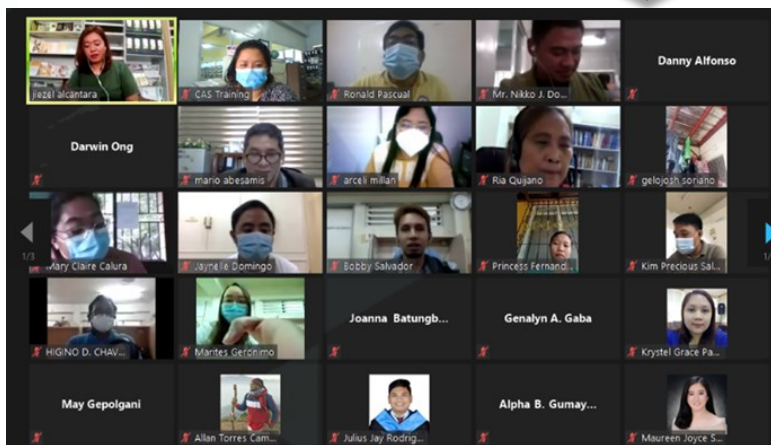 jiezel alcantara
CAS Training
Ronald Pascual
Mr. Nikko J. Do...
Danny Alfonso
Darwin Ong
mario abesamis
arceli millan
Ria Quijano
gelojosh soriano
1/3
Mary Claire Calura
Jaynelle Domingo
Bobby Salvador
Princess Fernand...
Kim Precious Sal...
1/
HIGINO D. CHAV...
Marites Geronimo
Joanna Batungb...
Genalyn A. Gaba
Krystel Grace Pa...
May Gepolgani
Allan Torres Cam...
Julius Jay Rodrig...
Alpha B. Gumay...
Maureen Joyce S...